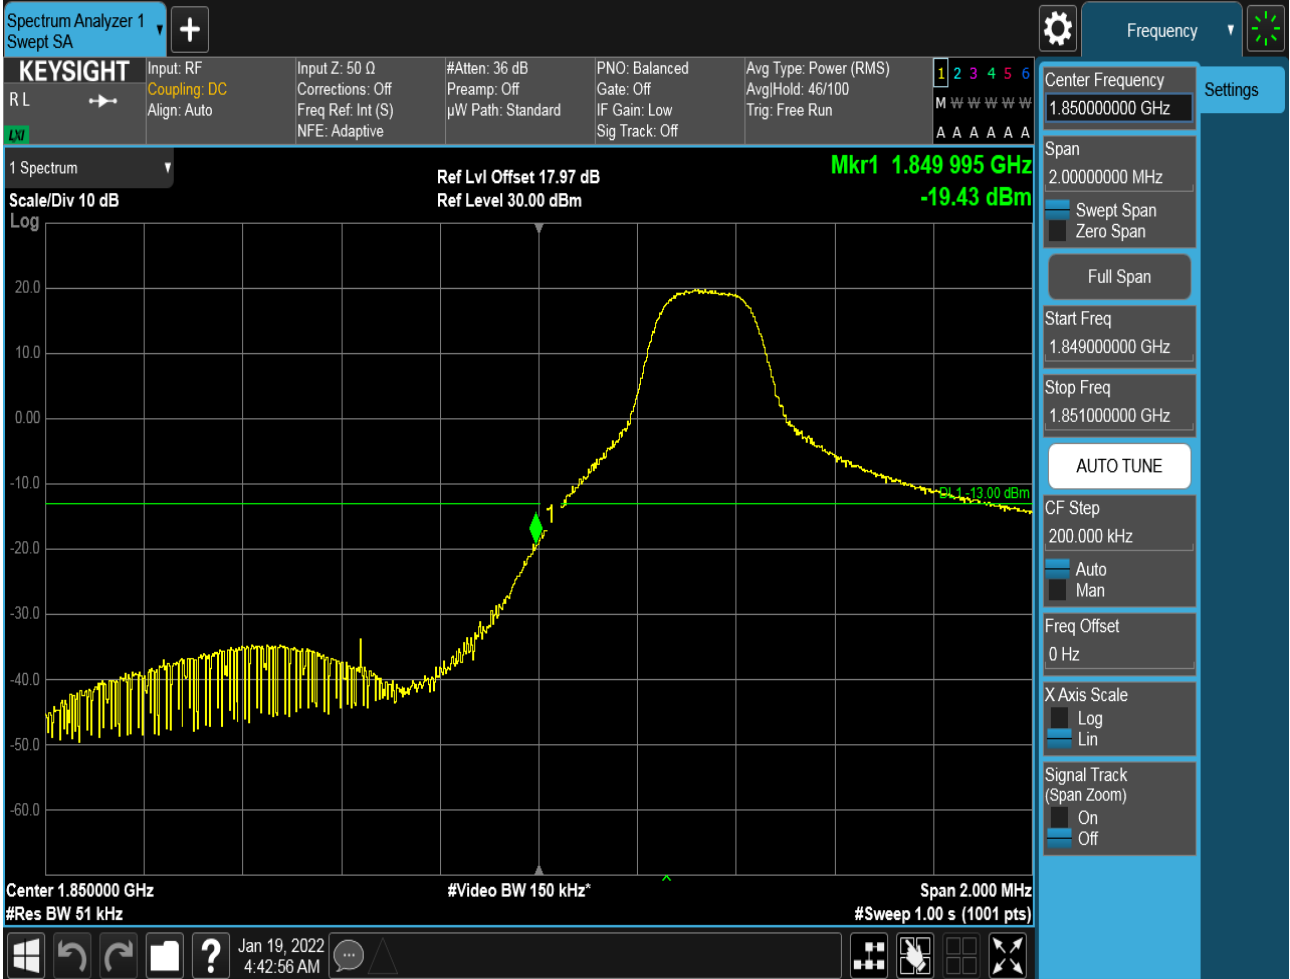 Spectrum Analyzer 1
Swept SA
Frequency
KEYSIGHT
R L
LXI
Input: RF
Coupling: DC
Align: Auto
Input Z: 50 Ω
Corrections: Off
Freq Ref: Int (S)
NFE: Adaptive
#Atten: 36 dB
Preamp: Off
µW Path: Standard
PNO: Balanced
Gate: Off
IF Gain: Low
Sig Track: Off
Avg Type: Power (RMS)
Avg|Hold: 46/100
Trig: Free Run
1 2 3 4 5 6
M W W W W W
A A A A A A
1 Spectrum
Scale/Div 10 dB
Log
Ref Lvl Offset 17.97 dB
Ref Level 30.00 dBm
Mkr1 1.849 995 GHz
-19.43 dBm
20.0
10.0
0.00
-10.0
-20.0
-30.0
-40.0
-50.0
-60.0
DL1 -13.00 dBm
1
Center 1.850000 GHz
#Res BW 51 kHz
#Video BW 150 kHz*
Span 2.000 MHz
#Sweep 1.00 s (1001 pts)
Jan 19, 2022
4:42:56 AM
Center Frequency
1.850000000 GHz
Settings
Span
2.00000000 MHz
Swept Span
Zero Span
Full Span
Start Freq
1.849000000 GHz
Stop Freq
1.851000000 GHz
AUTO TUNE
CF Step
200.000 kHz
Auto
Man
Freq Offset
0 Hz
X Axis Scale
Log
Lin
Signal Track
(Span Zoom)
On
Off